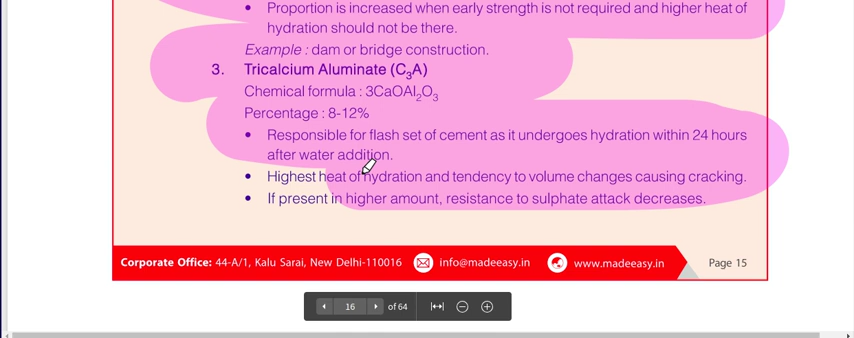 • Proportion is increased when early strength is not required and higher heat of
hydration should not be there.
Example : dam or bridge construction.
3. Tricalcium Aluminate (C₃A)
Chemical formula : 3CaOAl₂O₃
Percentage : 8-12%
• Responsible for flash set of cement as it undergoes hydration within 24 hours
after water addition.
• Highest heat of hydration and tendency to volume changes causing cracking.
• If present in higher amount, resistance to sulphate attack decreases.
Corporate Office: 44-A/1, Kalu Sarai, New Delhi-110016 info@madeeasy.in www.madeeasy.in Page 15
16 of 64